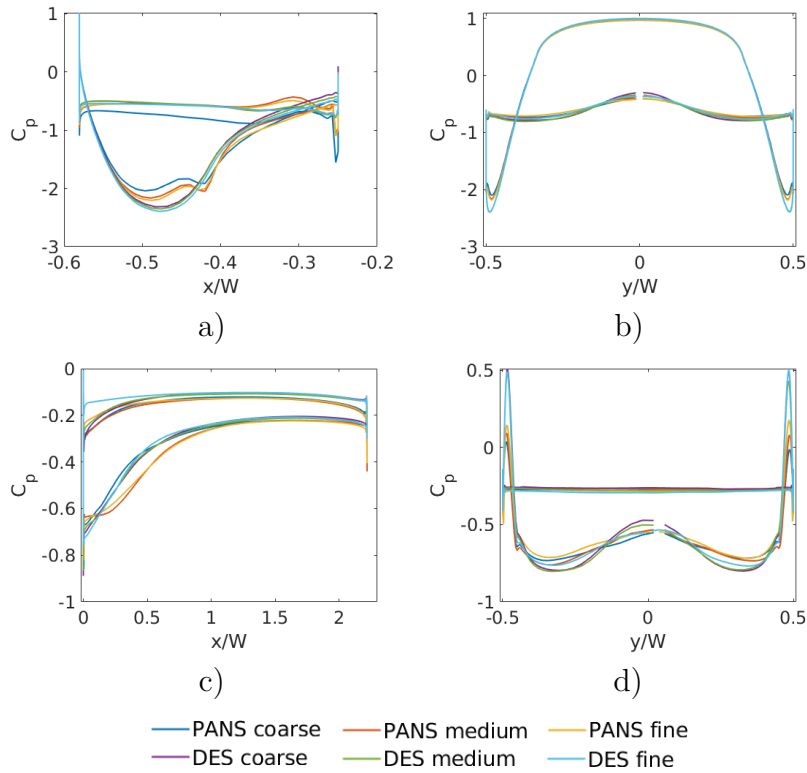 1
0
-1
-2
-3
C_p
-0.6
-0.5
-0.4
-0.3
-0.2
x/W
a)
1
0
-1
-2
-3
C_p
-0.5
0
0.5
y/W
b)
0
-0.2
-0.4
-0.6
-0.8
-1
C_p
0
0.5
1
1.5
2
x/W
c)
0.5
0
-0.5
-1
C_p
-0.5
0
0.5
y/W
d)
PANS coarse PANS medium PANS fine
DES coarse DES medium DES fine